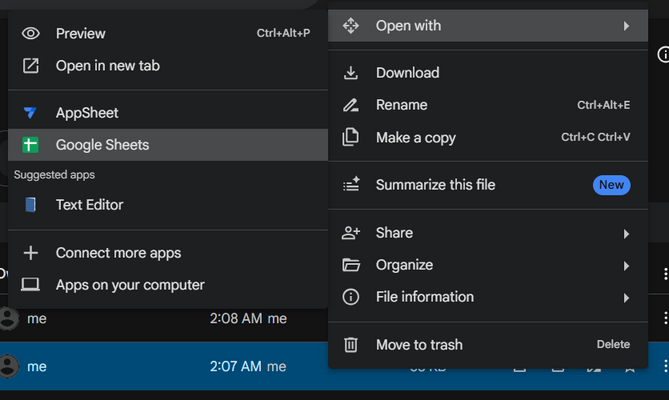 Preview Ctrl+Alt+P
Open in new tab
AppSheet
Google Sheets
Suggested apps
Text Editor
Connect more apps
Apps on your computer
Open with
Download
Rename Ctrl+Alt+E
Make a copy Ctrl+C Ctrl+V
Summarize this file New
Share
Organize
File information
Move to trash Delete
me 2:08 AM me
me 2:07 AM me